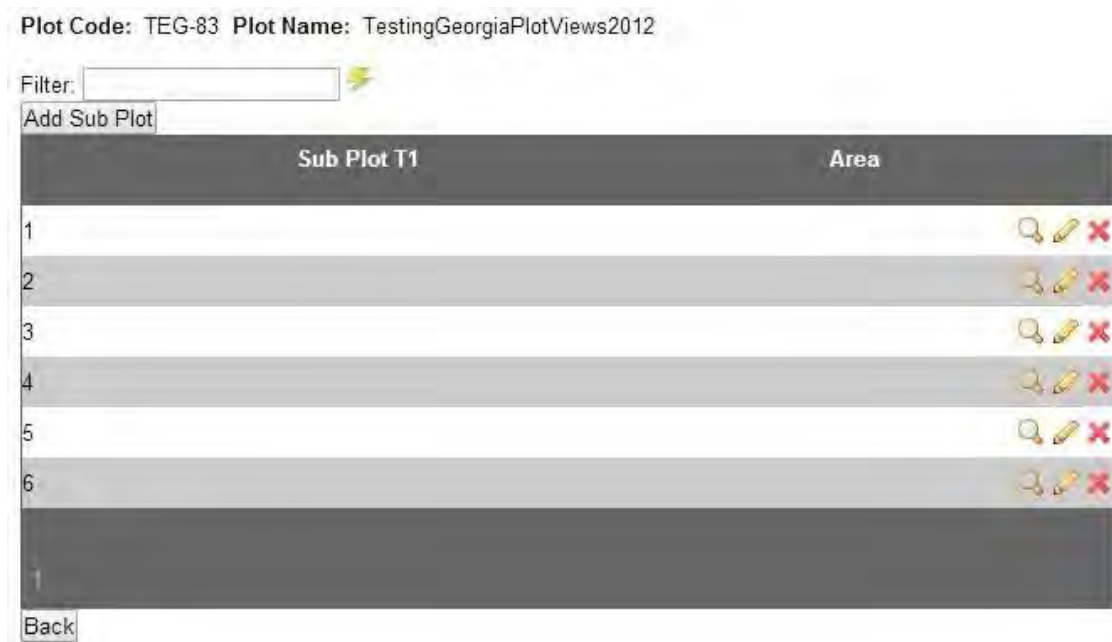 Plot Code: TEG-83 Plot Name: TestingGeorgiaPlotViews2012
Filter:
Add Sub Plot
Sub Plot T1 Area
1
2
3
4
5
6
1
Back